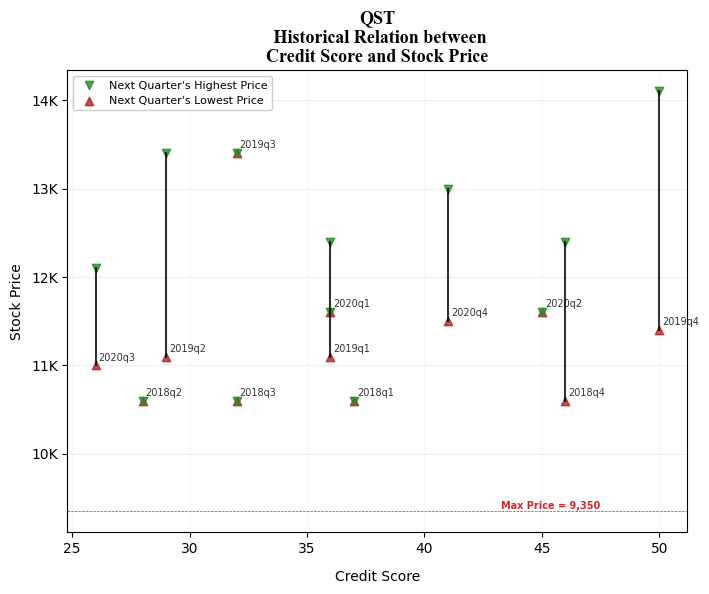 QST
Historical Relation between
Credit Score and Stock Price
Next Quarter's Highest Price
Next Quarter's Lowest Price
14K
13K
12K
11K
10K
Stock Price
2019q3
2020q1
2020q2
2020q4
2019q4
2020q3
2019q2
2019q1
2018q2
2018q3
2018q1
2018q4
Max Price = 9,350
25
30
35
40
45
50
Credit Score